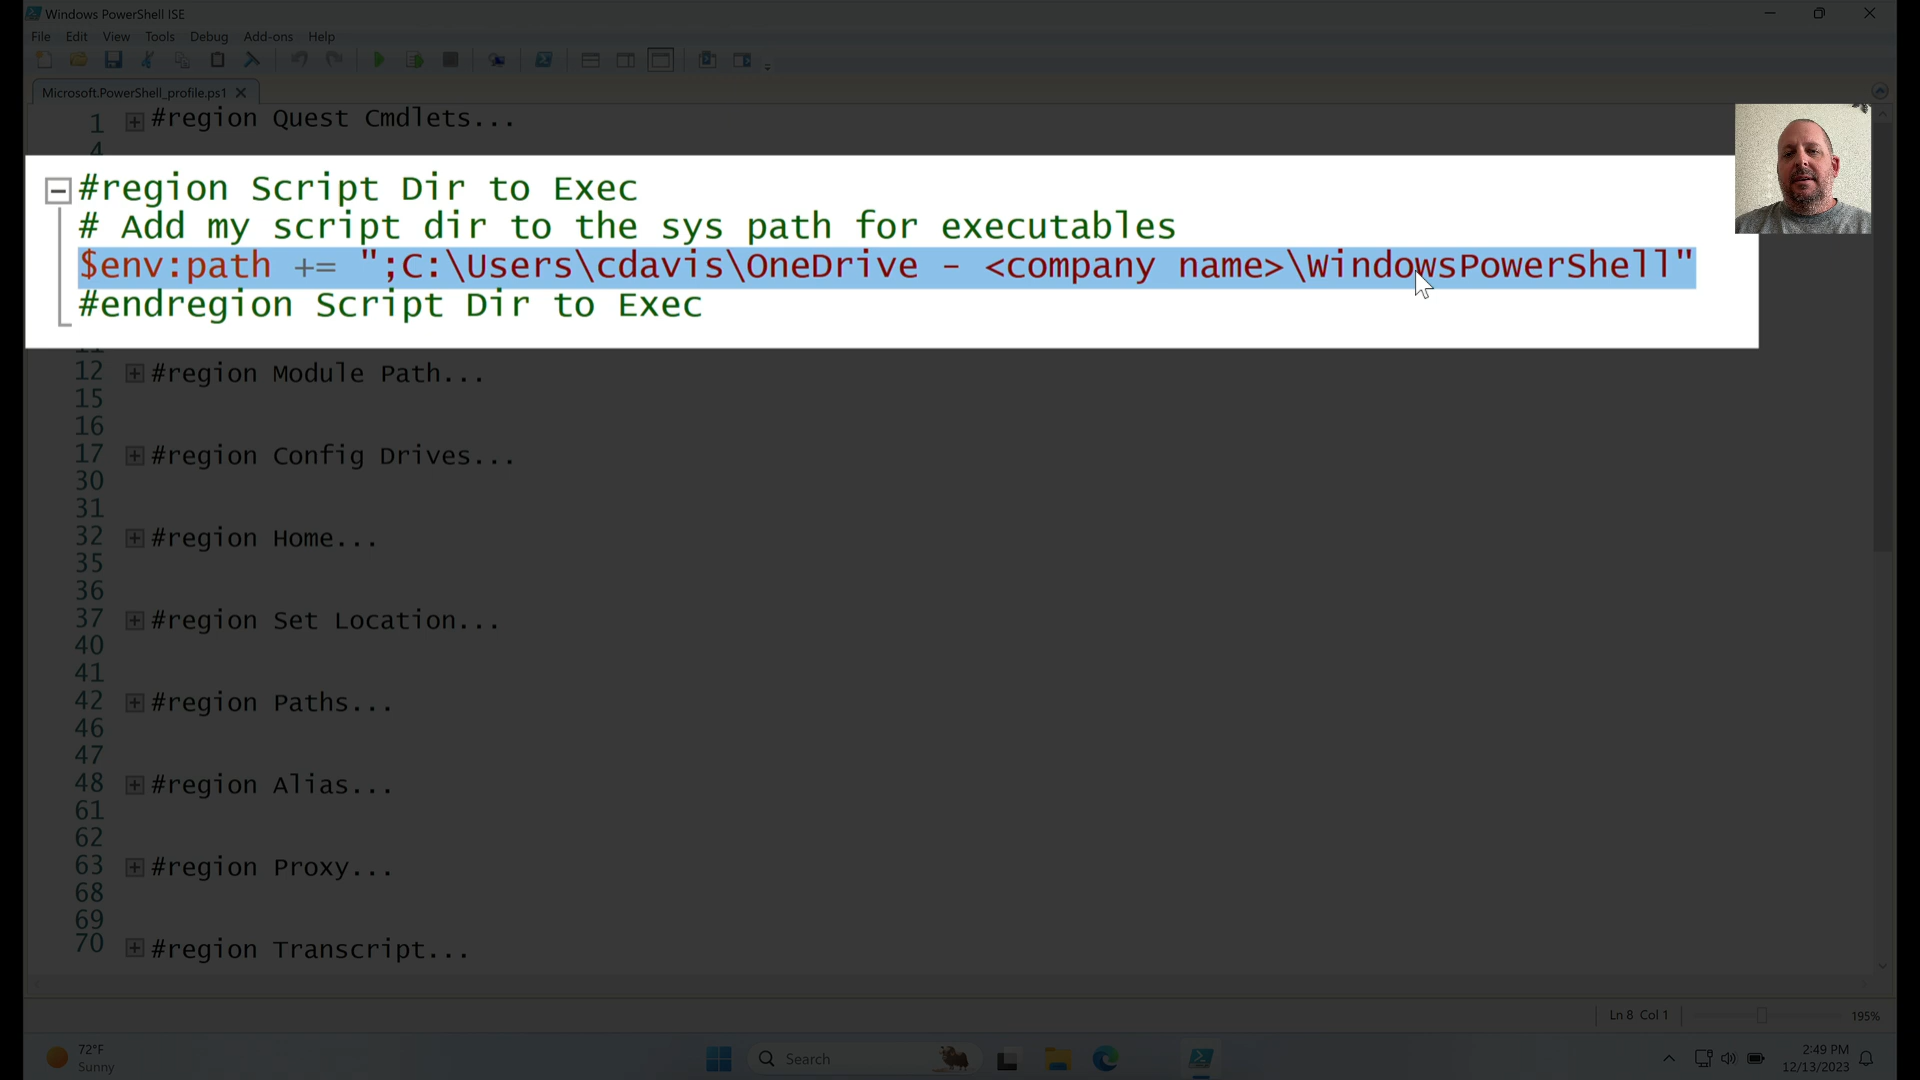 Windows PowerShell ISE
File Edit View Tools Debug Add-ons Help
Microsoft.PowerShell_profile.ps1
1 #region Quest Cmdlets...
4
#region Script Dir to Exec
# Add my script dir to the sys path for executables
$env:path += ";C:\Users\cdavis\OneDrive - <company name>\WindowsPowerShell"
#endregion Script Dir to Exec
11
12 #region Module Path...
15
16
17 #region Config Drives...
30
31
32 #region Home...
35
36
37 #region Set Location...
40
41
42 #region Paths...
46
47
48 #region Alias...
61
62
63 #region Proxy...
68
69
70 #region Transcript...
Ln 8 Col 1
195%
72°F
Sunny
Search
2:49 PM
12/13/2023